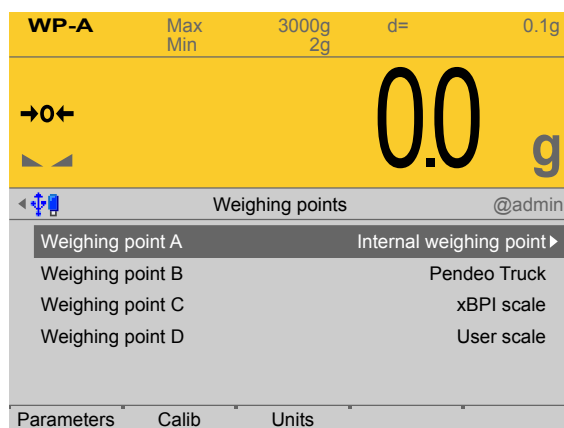 WP-A Max 3000g d= 0.1g
Min 2g
→0←
0.0 g
Weighing points @admin
Weighing point A Internal weighing point
Weighing point B Pendeo Truck
Weighing point C xBPI scale
Weighing point D User scale
Parameters Calib Units